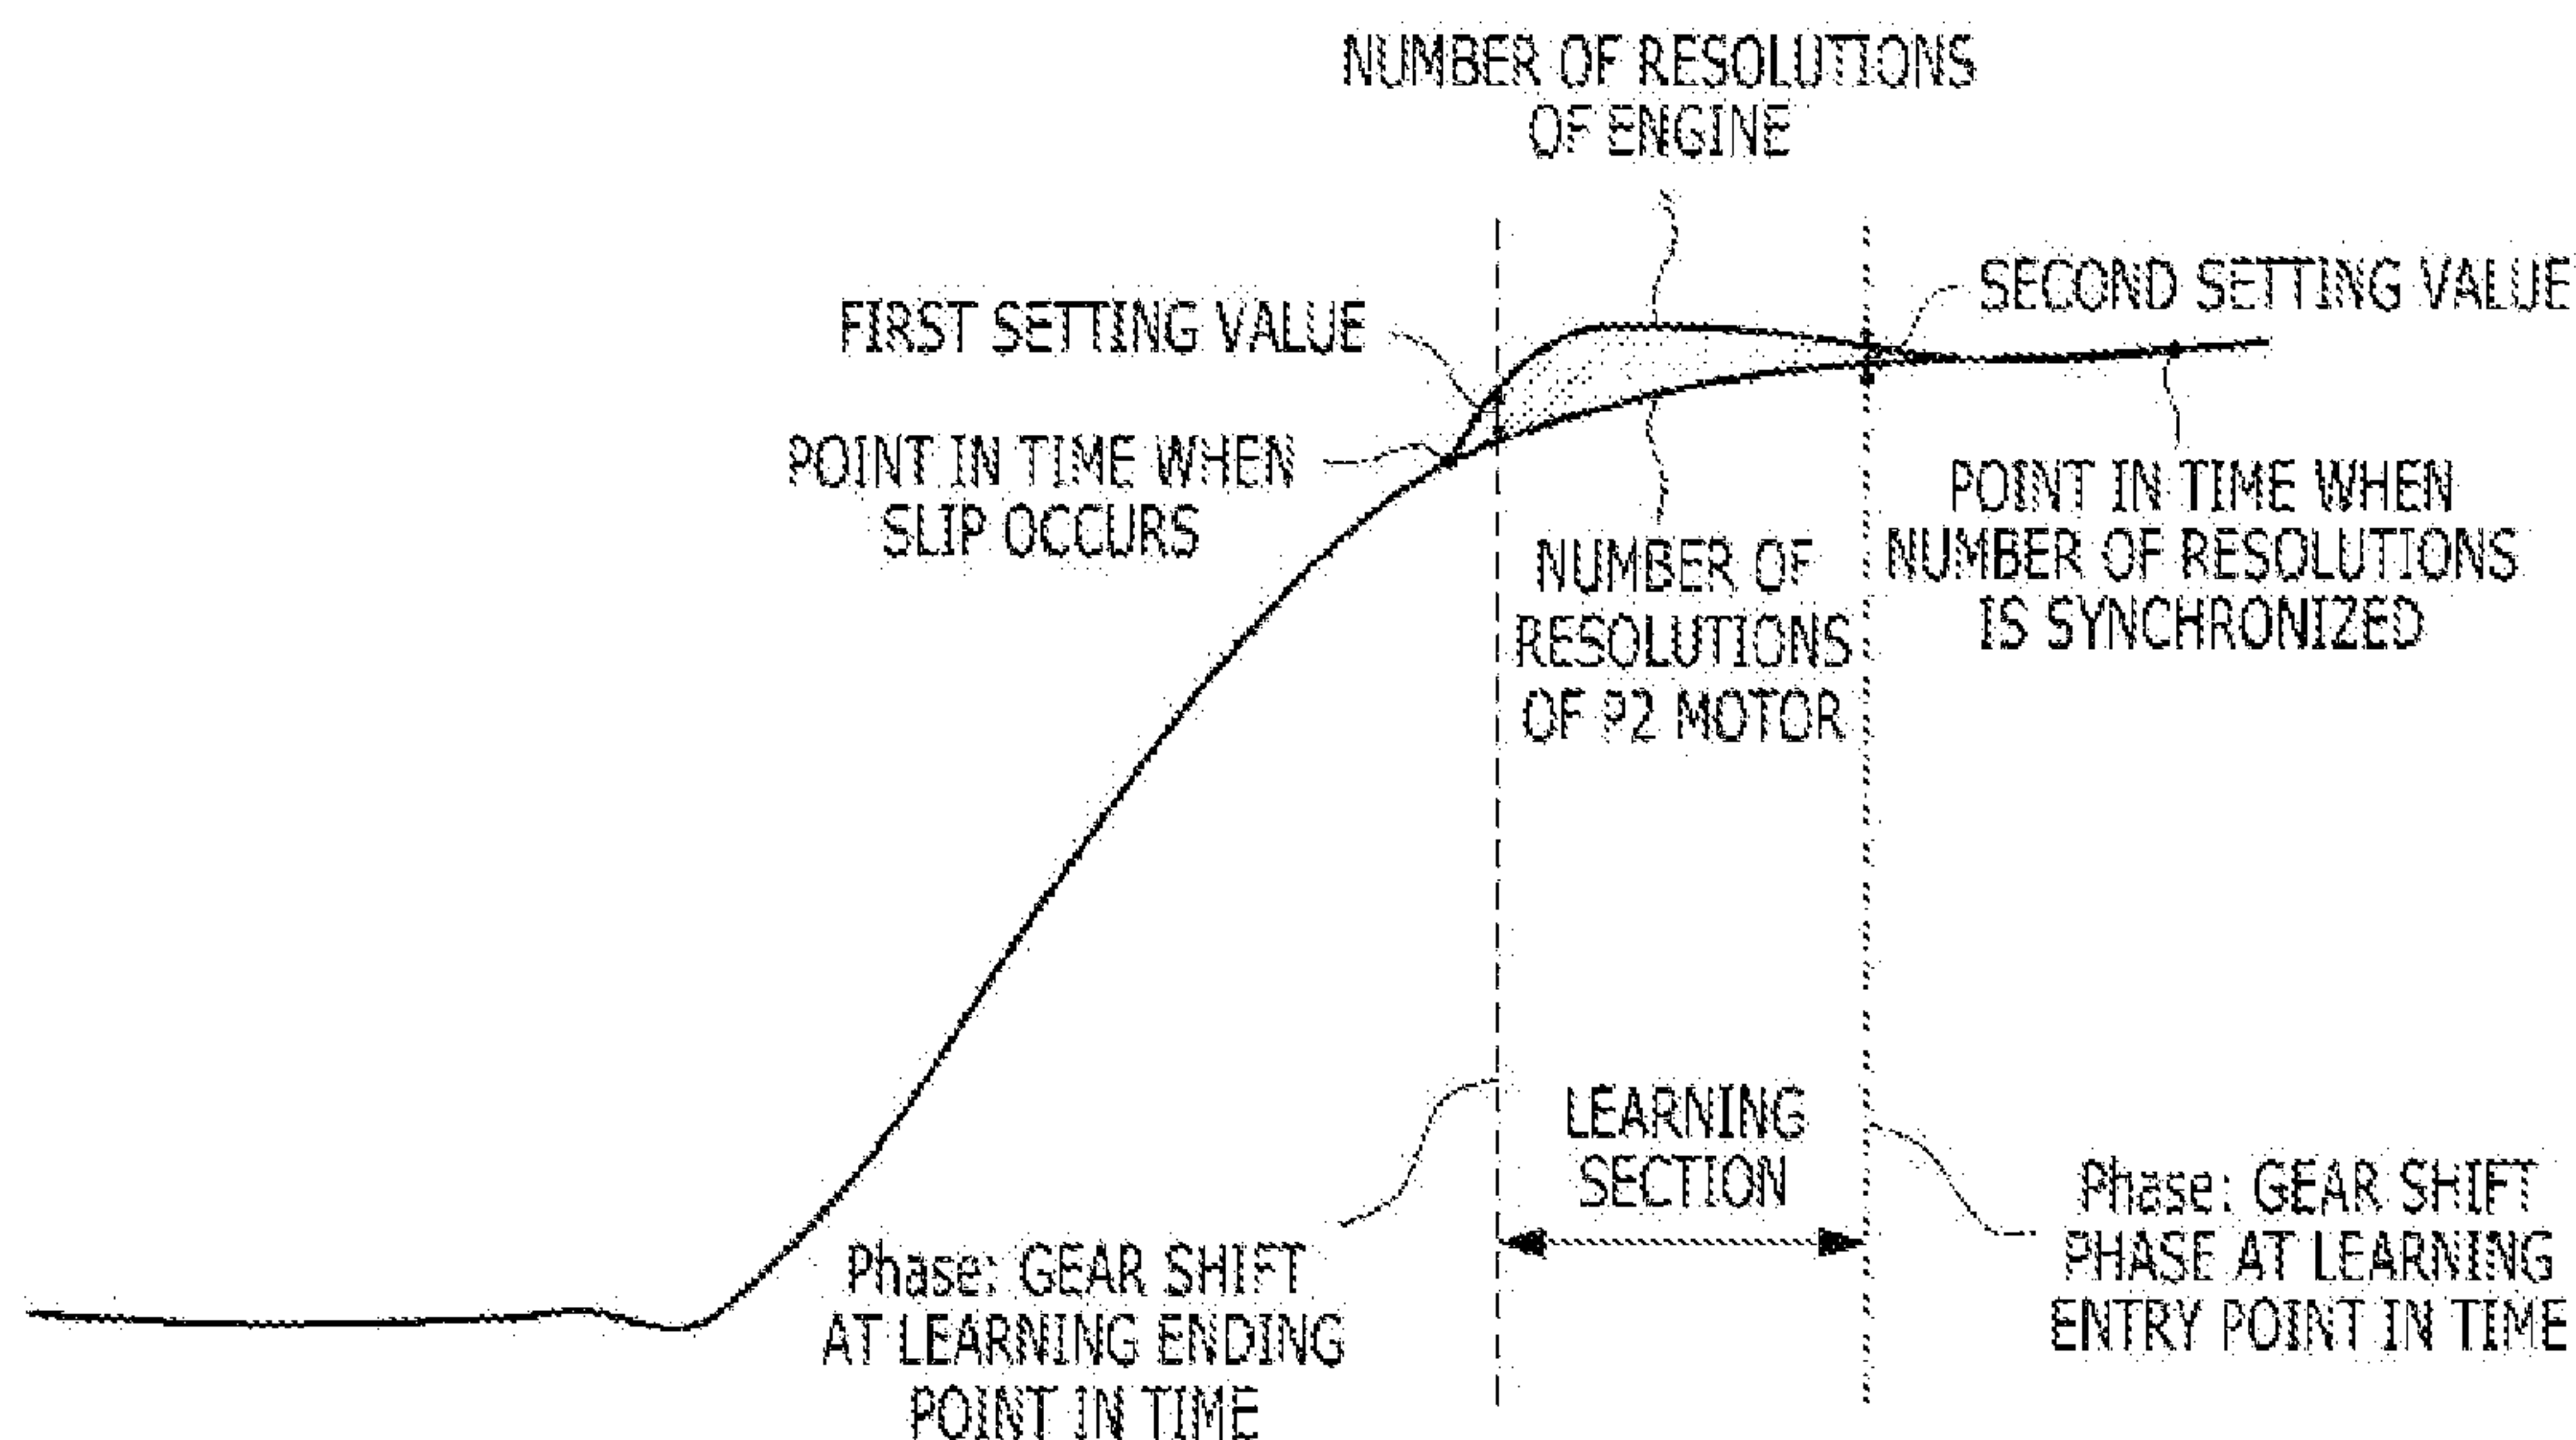 NUMBER OF RESOLUTIONS
OF ENGINE
FIRST SETTING VALUE
SECOND SETTING VALUE
POINT IN TIME WHEN
SLIP OCCURS
NUMBER OF
RESOLUTIONS
OF P2 MOTOR
POINT IN TIME WHEN
NUMBER OF RESOLUTIONS
IS SYNCHRONIZED
LEARNING
SECTION
Phase: GEAR SHIFT
AT LEARNING ENDING
POINT IN TIME
Phase: GEAR SHIFT
PHASE AT LEARNING
ENTRY POINT IN TIME